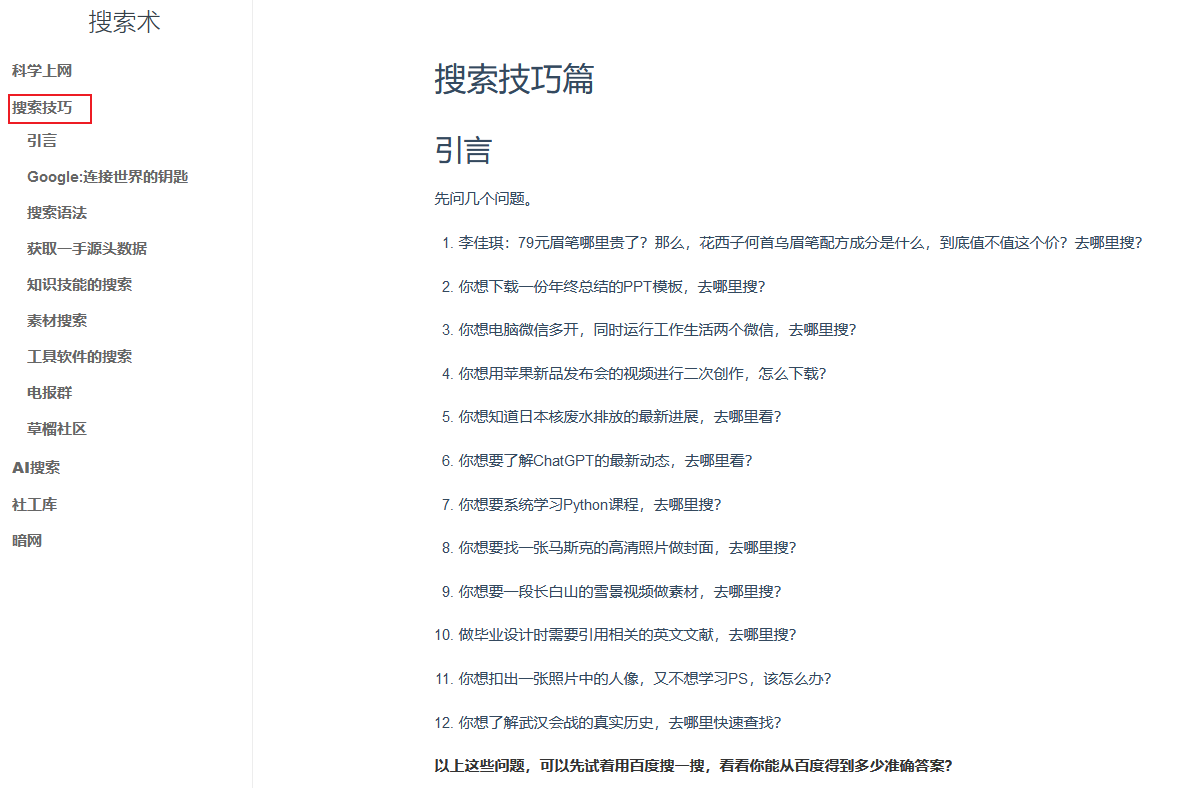 搜索术
科学上网
搜索技巧
引言
Google:连接世界的钥匙
搜索语法
获取一手源头数据
知识技能的搜索
素材搜索
工具软件的搜索
电报群
草榴社区
AI搜索
社工库
暗网
搜索技巧篇
引言
先问几个问题。
1. 李佳琪：79元眉笔哪里贵了？那么，花西子何首乌眉笔配方成分是什么，到底值不值这个价？去哪里搜？
2. 你想下载一份年终总结的PPT模板，去哪里搜？
3. 你想电脑微信多开，同时运行工作生活两个微信，去哪里搜？
4. 你想用苹果新品发布会的视频进行二次创作，怎么下载？
5. 你想知道日本核废水排放的最新进展，去哪里看？
6. 你想要了解ChatGPT的最新动态，去哪里看？
7. 你想要系统学习Python课程，去哪里搜？
8. 你想要找一张马斯克的高清照片做封面，去哪里搜？
9. 你想要一段长白山的雪景视频做素材，去哪里搜？
10. 做毕业设计时需要引用相关的英文文献，去哪里搜？
11. 你想扣出一张照片中的人像，又不想学习PS，该怎么办？
12. 你想了解武汉会战的真实历史，去哪里快速查找？
以上这些问题，可以先试着用百度搜一搜，看看你能从百度得到多少准确答案？